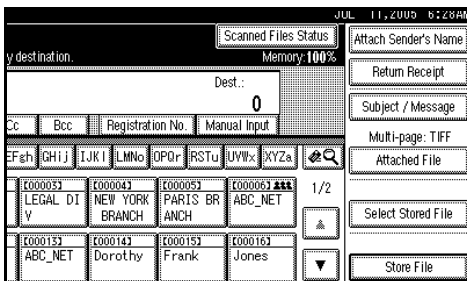 JUL 11,2005 6:28AM
Scanned Files Status
Attach Sender's Name
y destination.
Memory:100%
Return Receipt
Dest.:
0
Subject / Message
Cc Bcc Registration No. Manual Input
Multi-page: TIFF
Attached File
EFgh GHij IJKl LMNo OPQr RSTu UVWx XYZa
[00003] [00004] [00005] [00006] 1/2
LEGAL DI NEW YORK PARIS BR ABC_NET
V BRANCH ANCH
Select Stored File
[00013] [00014] [00015] [00016]
ABC_NET Dorothy Frank Jones
Store File